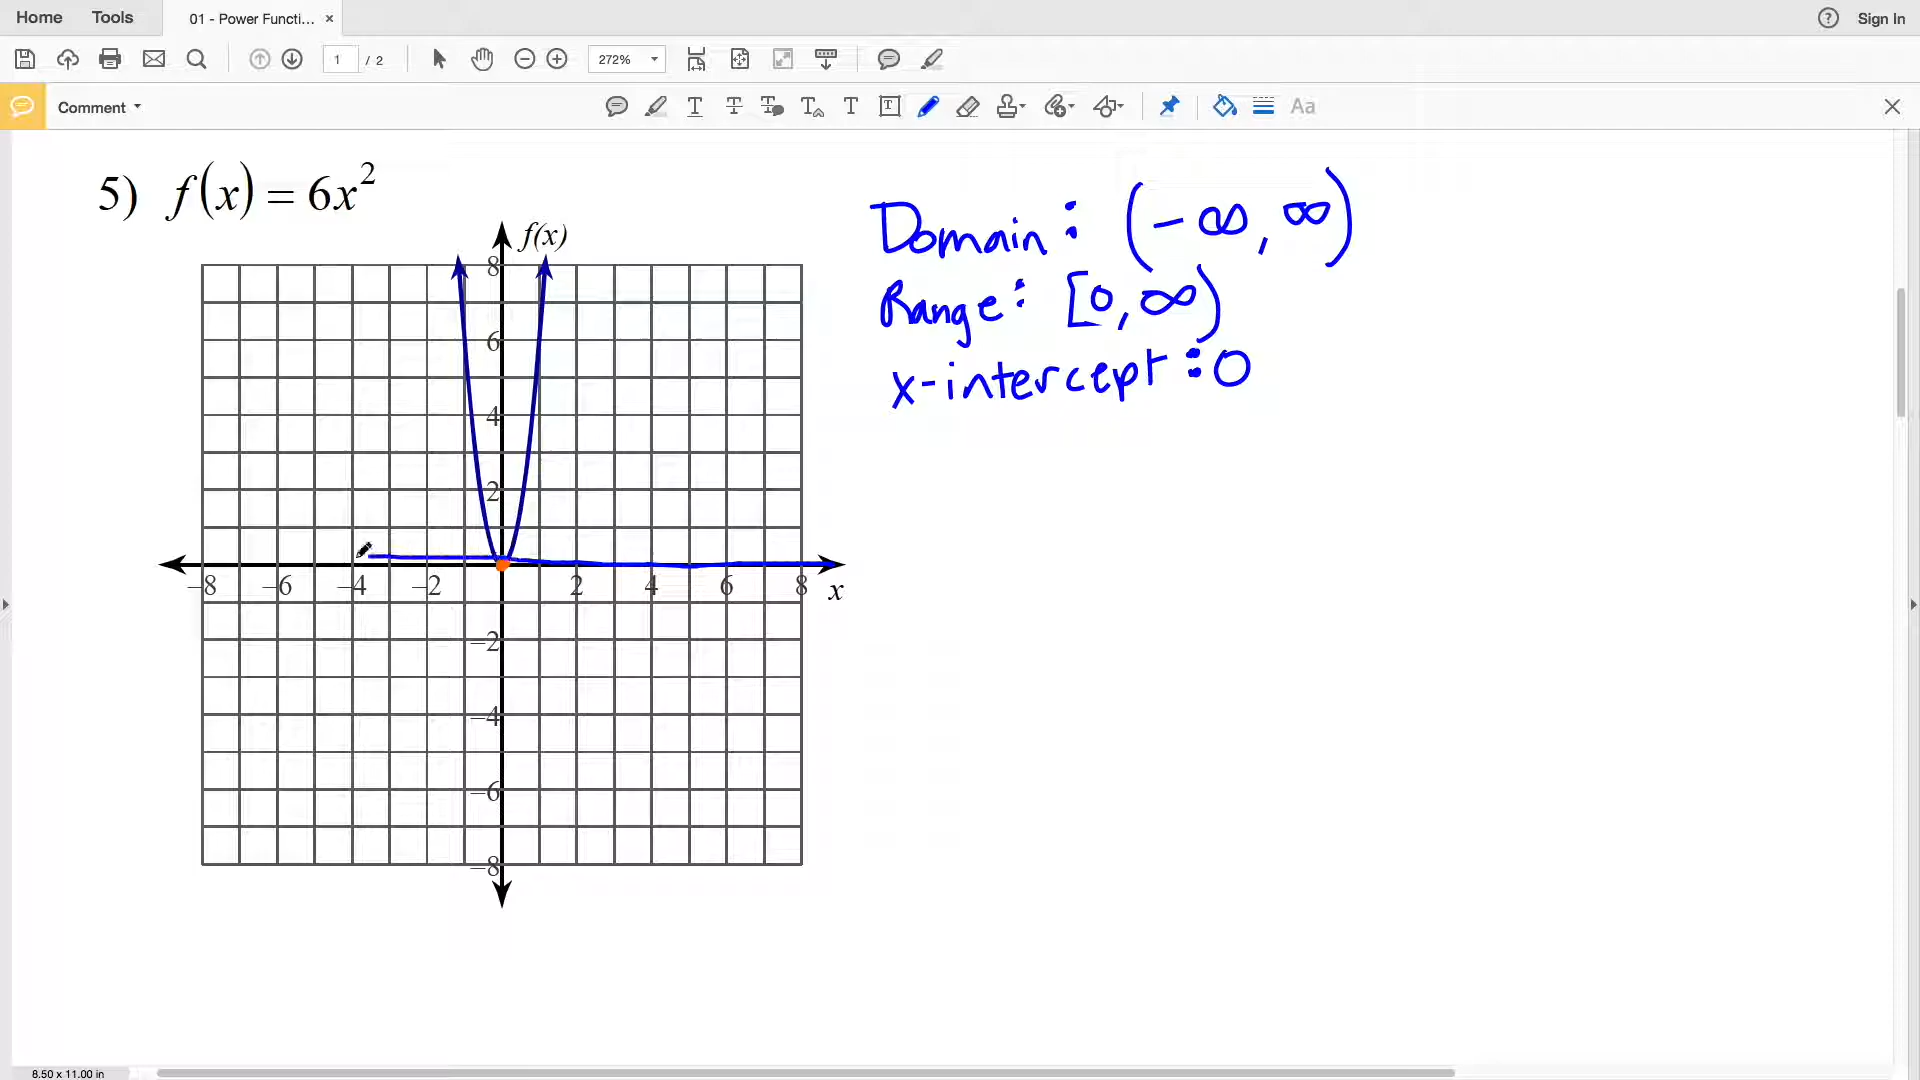 Home Tools 01 - Power Functi... × Sign In
1 / 2 272%
Comment Aa
5) f(x) = 6x²
Domain: (-∞, ∞)
Range: [0, ∞)
x-intercept: 0
f(x)
8
6
4
2
–8 –6 –4 –2 2 4 6 8 x
–2
–4
–6
–8
8.50 x 11.00 in